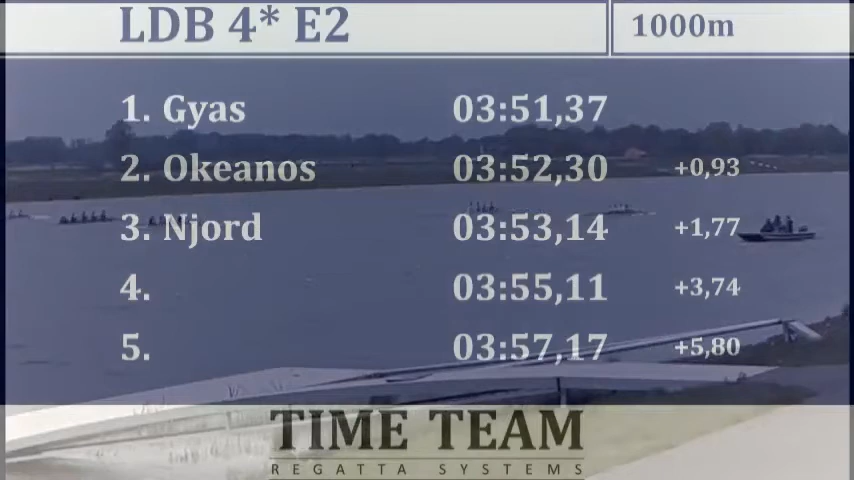 LDB 4* E2 1000m
1. Gyas 03:51,37
2. Okeanos 03:52,30 +0,93
3. Njord 03:53,14 +1,77
4. 03:55,11 +3,74
5. 03:57,17 +5,80
TIME TEAM
REGATTA SYSTEMS